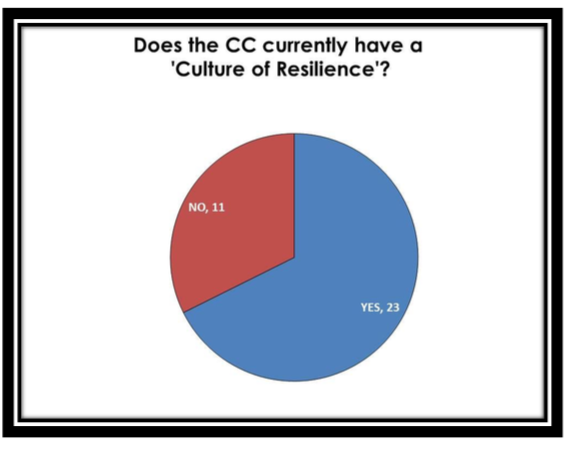 Does the CC currently have a
'Culture of Resilience'?
NO, 11
YES, 23